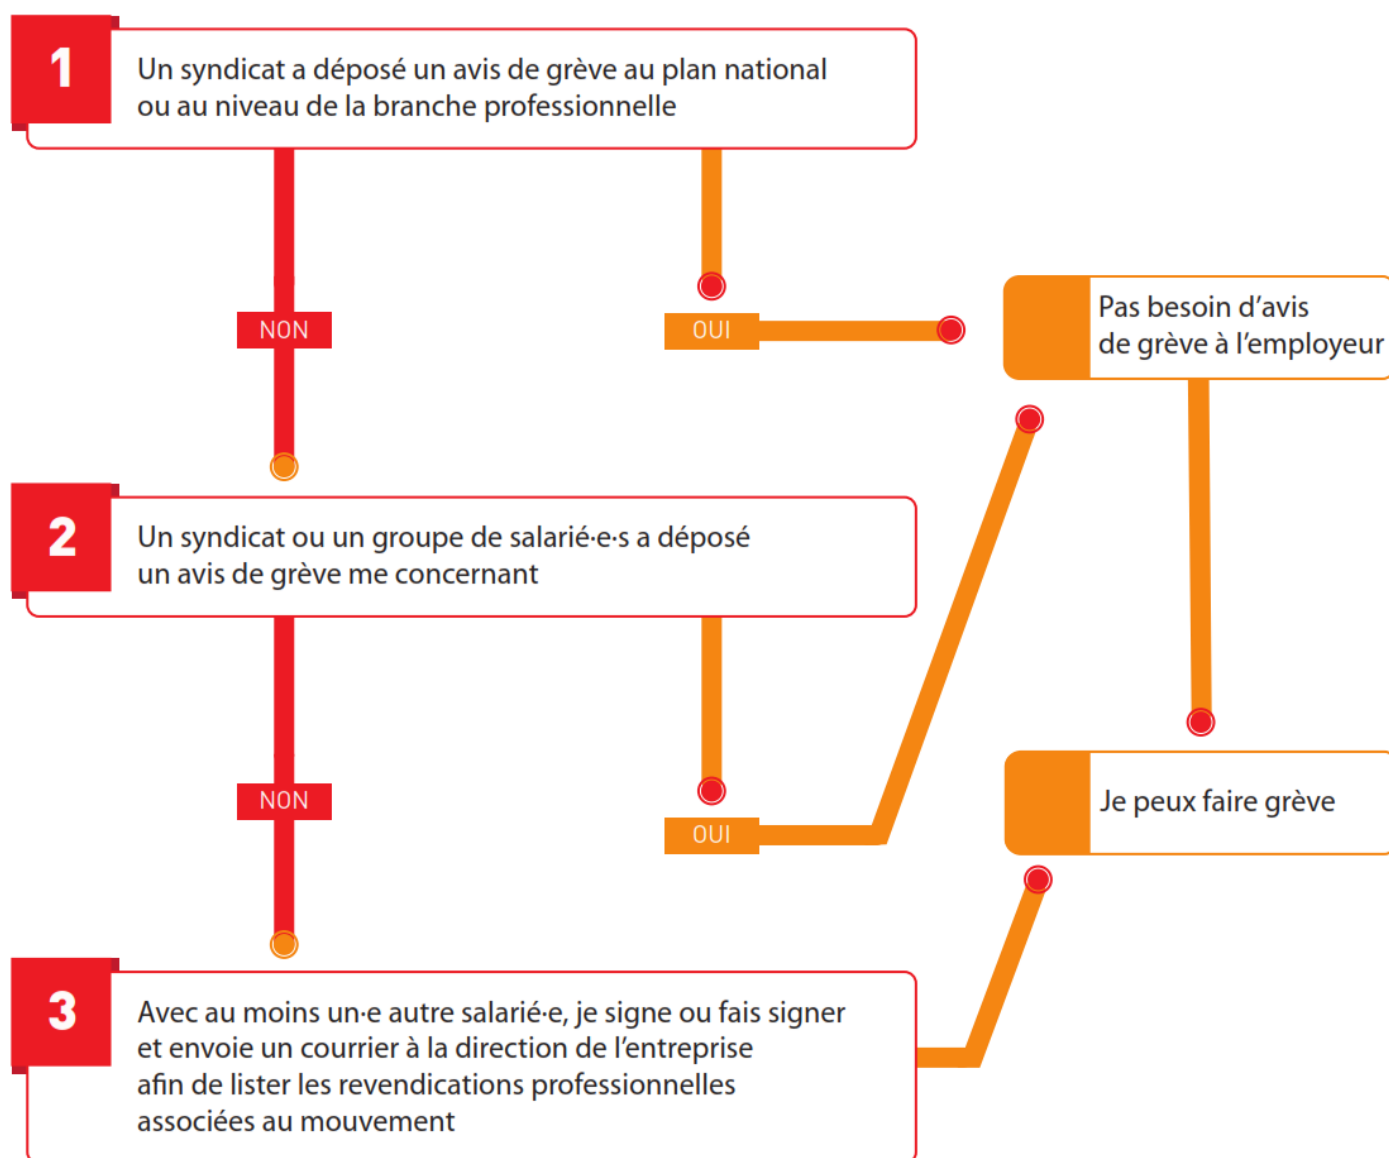 1
Un syndicat a déposé un avis de grève au plan national
ou au niveau de la branche professionnelle
NON
OUI
Pas besoin d’avis
de grève à l’employeur
2
Un syndicat ou un groupe de salarié·e·s a déposé
un avis de grève me concernant
NON
OUI
Je peux faire grève
3
Avec au moins un·e autre salarié·e, je signe ou fais signer
et envoie un courrier à la direction de l’entreprise
afin de lister les revendications professionnelles
associées au mouvement